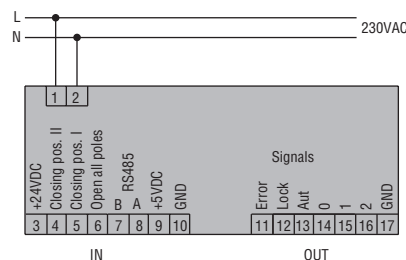 L
N
230VAC
1 2
+24VDC
Closing pos. II
Closing pos. I
Open all poles
B
RS485
A
+5VDC
GND
Signals
Error
Lock
Aut
0
1
2
GND
3 4 5 6 7 8 9 10
11 12 13 14 15 16 17
IN
OUT